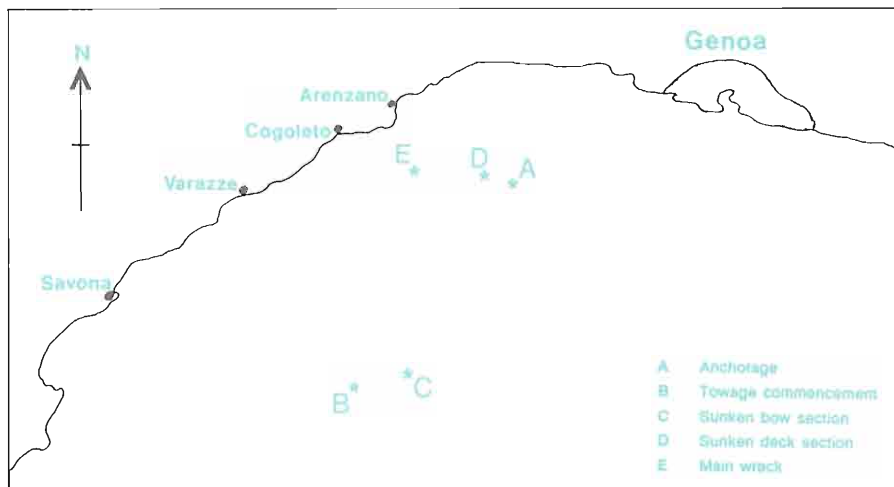 Genoa
N
Arenzano
Cogoleto
E
D
A
Varazze
Savona
B
C
A Anchorage
B Towage commencement
C Sunken bow section
D Sunken deck section
E Main wreck